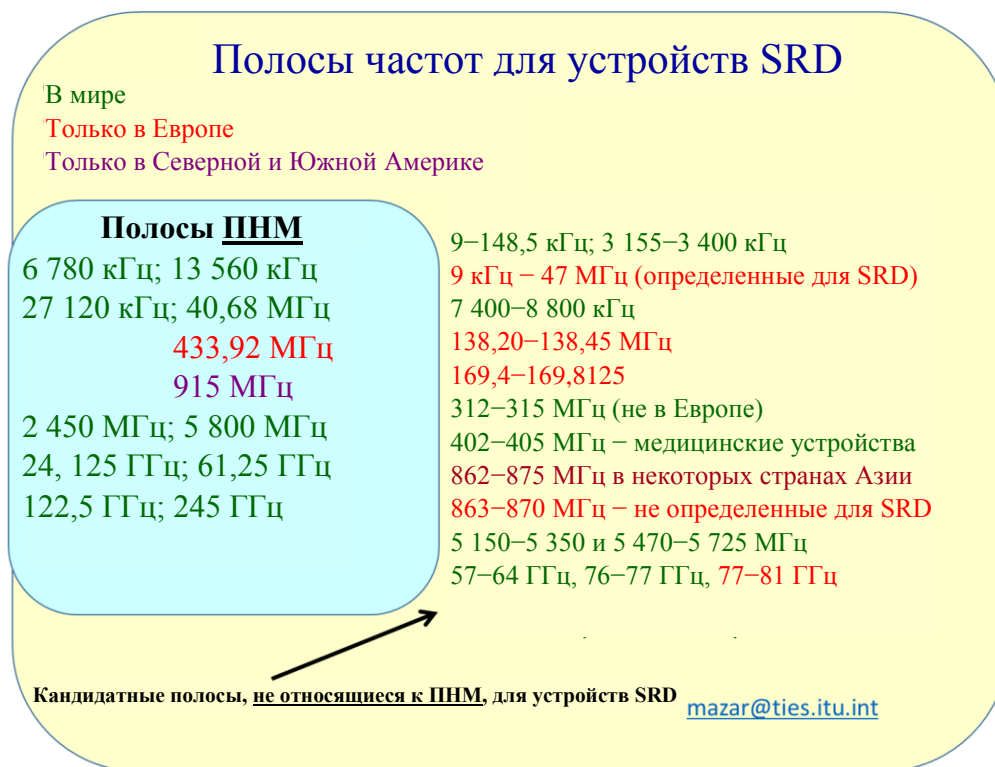 Полосы частот для устройств SRD
В мире
Только в Европе
Только в Северной и Южной Америке
Полосы ПНМ
6 780 кГц; 13 560 кГц
27 120 кГц; 40,68 МГц
433,92 МГц
915 МГц
2 450 МГц; 5 800 МГц
24, 125 ГГц; 61,25 ГГц
122,5 ГГц; 245 ГГц
9−148,5 кГц; 3 155−3 400 кГц
9 кГц − 47 МГц (определенные для SRD)
7 400−8 800 кГц
138,20−138,45 МГц
169,4−169,8125
312−315 МГц (не в Европе)
402−405 МГц − медицинские устройства
862−875 МГц в некоторых странах Азии
863−870 МГц − не определенные для SRD
5 150−5 350 и 5 470−5 725 МГц
57−64 ГГц, 76−77 ГГц, 77−81 ГГц
Кандидатные полосы, не относящиеся к ПНМ, для устройств SRD
mazar@ties.itu.int